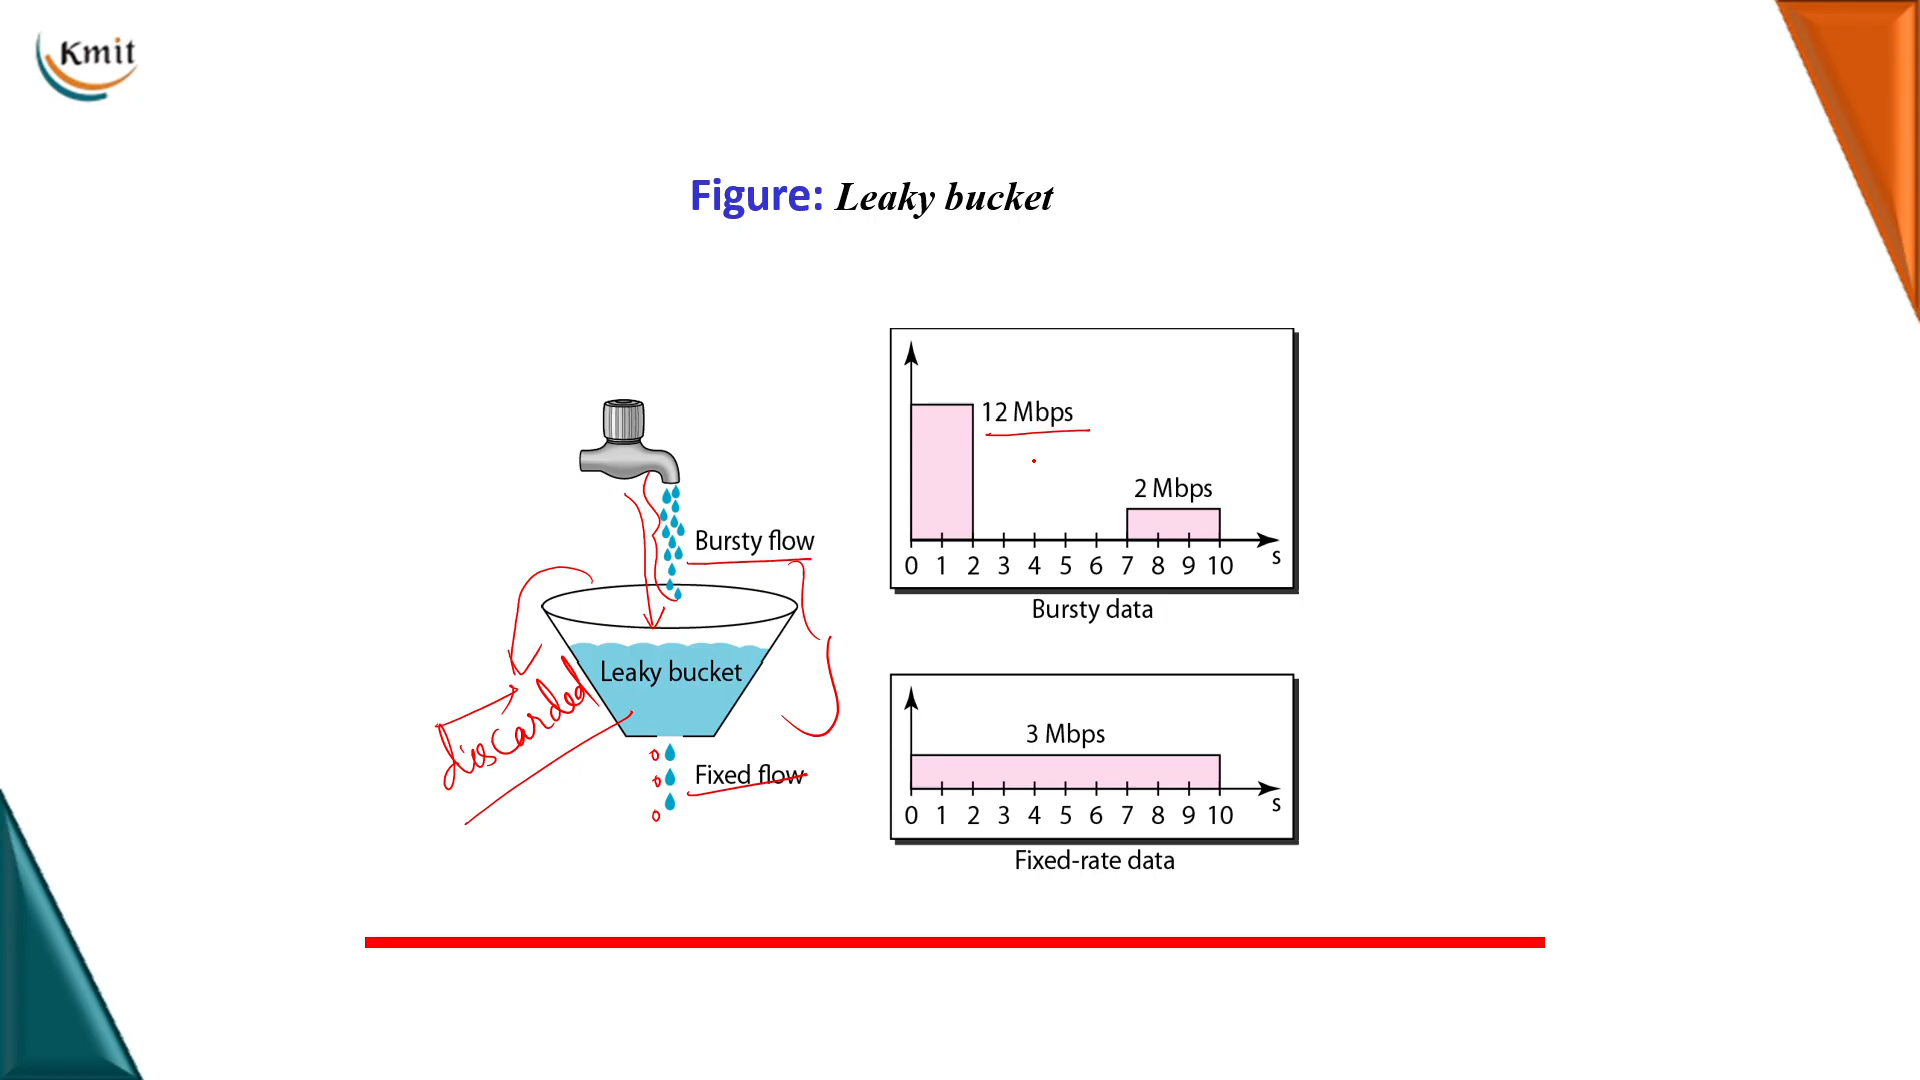 Kmit
Figure: Leaky bucket
12 Mbps
2 Mbps
Bursty flow
0 1 2 3 4 5 6 7 8 9 10
s
Bursty data
Leaky bucket
discarded
3 Mbps
Fixed flow
0 1 2 3 4 5 6 7 8 9 10
s
Fixed-rate data